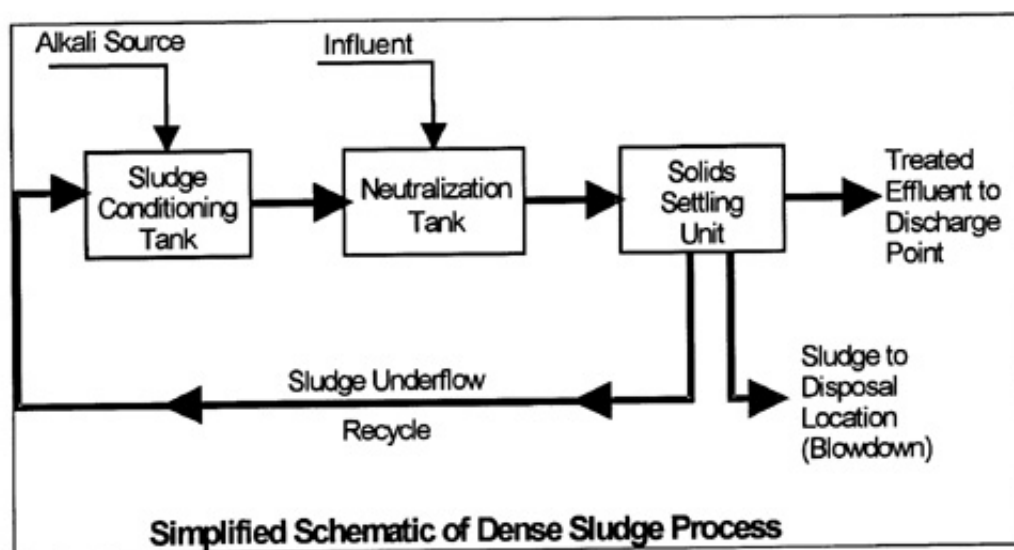 Alkali Source
Influent
Sludge
Conditioning
Tank
Neutralization
Tank
Solids
Settling
Unit
Treated
Effluent to
Discharge
Point
Sludge Underflow
Recycle
Sludge to
Disposal
Location
(Blowdown)
Simplified Schematic of Dense Sludge Process